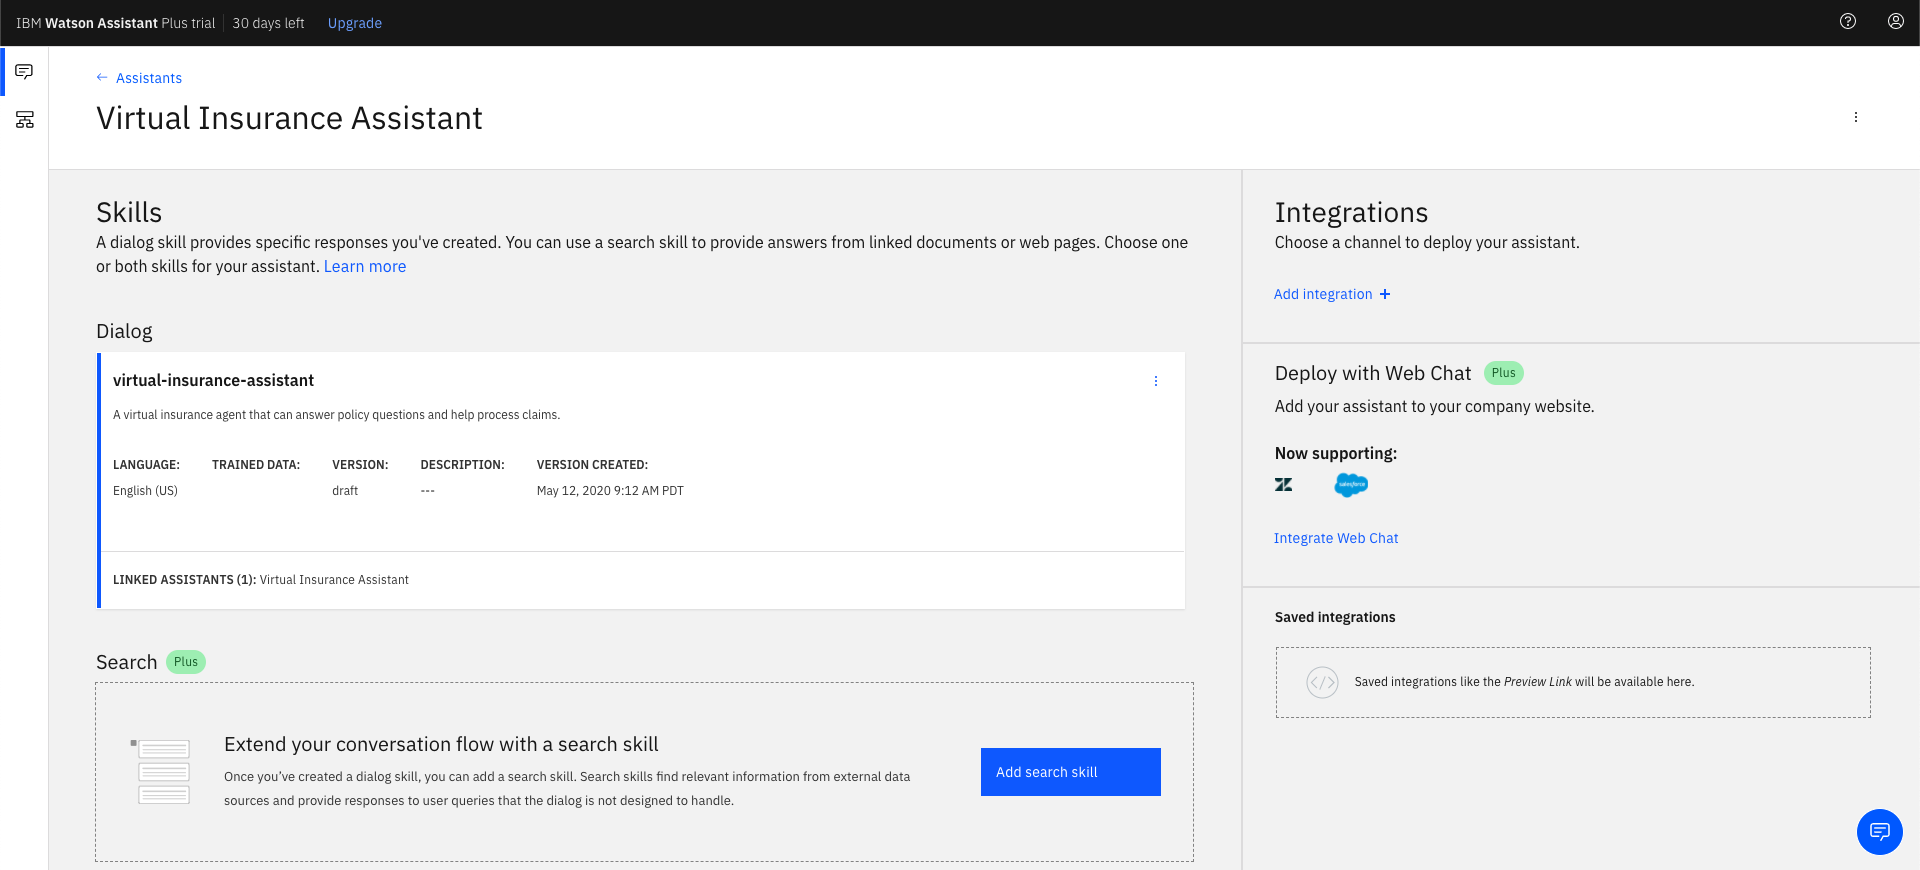 IBM Watson Assistant Plus trial 30 days left Upgrade
Assistants
Virtual Insurance Assistant
Skills
A dialog skill provides specific responses you've created. You can use a search skill to provide answers from linked documents or web pages. Choose one
or both skills for your assistant. Learn more
Dialog
virtual-insurance-assistant
A virtual insurance agent that can answer policy questions and help process claims.
LANGUAGE: TRAINED DATA: VERSION: DESCRIPTION: VERSION CREATED:
English (US) draft --- May 12, 2020 9:12 AM PDT
LINKED ASSISTANTS (1): Virtual Insurance Assistant
Search Plus
Extend your conversation flow with a search skill
Once you've created a dialog skill, you can add a search skill. Search skills find relevant information from external data
sources and provide responses to user queries that the dialog is not designed to handle.
Add search skill
Integrations
Choose a channel to deploy your assistant.
Add integration +
Deploy with Web Chat Plus
Add your assistant to your company website.
Now supporting:
salesforce
Integrate Web Chat
Saved integrations
Saved integrations like the Preview Link will be available here.